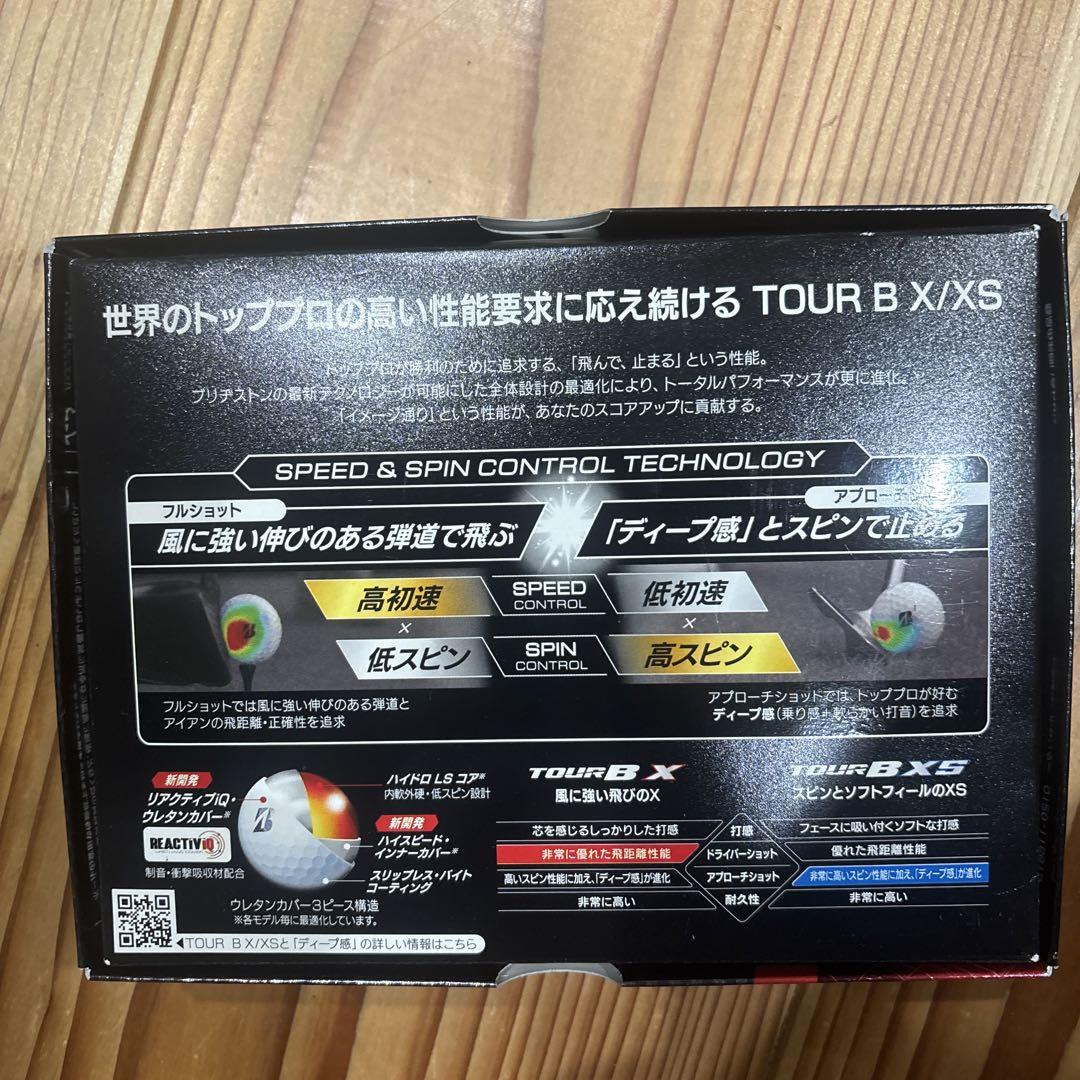 世界のトッププロの高い性能要求に応え続ける TOUR B X/XS
トッププロが勝利のために追求する、「飛んで、止まる」という性能。
ブリヂストンの最新テクノロジーが可能にした全体設計の最適化により、トータルパフォーマンスが更に進化。
「イメージ通り」という性能が、あなたのスコアアップに貢献する。
SPEED & SPIN CONTROL TECHNOLOGY
フルショット
風に強い伸びのある弾道で飛ぶ
アプローチ
「ディープ感」とスピンで止める
高初速
SPEED CONTROL
低初速
×
×
低スピン
SPIN CONTROL
高スピン
フルショットでは風に強い伸びのある弾道と
アイアンの飛距離・正確性を追求
アプローチショットでは、トッププロが好む
ディープ感(乗り感+軟らかい打音)を追求
新開発
リアクティブiQ・
ウレタンカバー※
REACTiV iQ
制音・衝撃吸収材配合
ハイドロ LS コア※
内軟外硬・低スピン設計
新開発
ハイスピード・
インナーカバー※
スリップレス・バイト
コーティング
ウレタンカバー3ピース構造
※各モデル毎に最適化しています。
◀TOUR B X/XSと「ディープ感」の詳しい情報はこちら
TOUR B X
風に強い飛びのX
TOUR B XS
スピンとソフトフィールのXS
芯を感じるしっかりした打感
打感
フェースに吸い付くソフトな打感
非常に優れた飛距離性能
ドライバーショット
優れた飛距離性能
高いスピン性能に加え、「ディープ感」が進化
アプローチショット
非常に高いスピン性能に加え、「ディープ感」が進化
非常に高い
耐久性
非常に高い